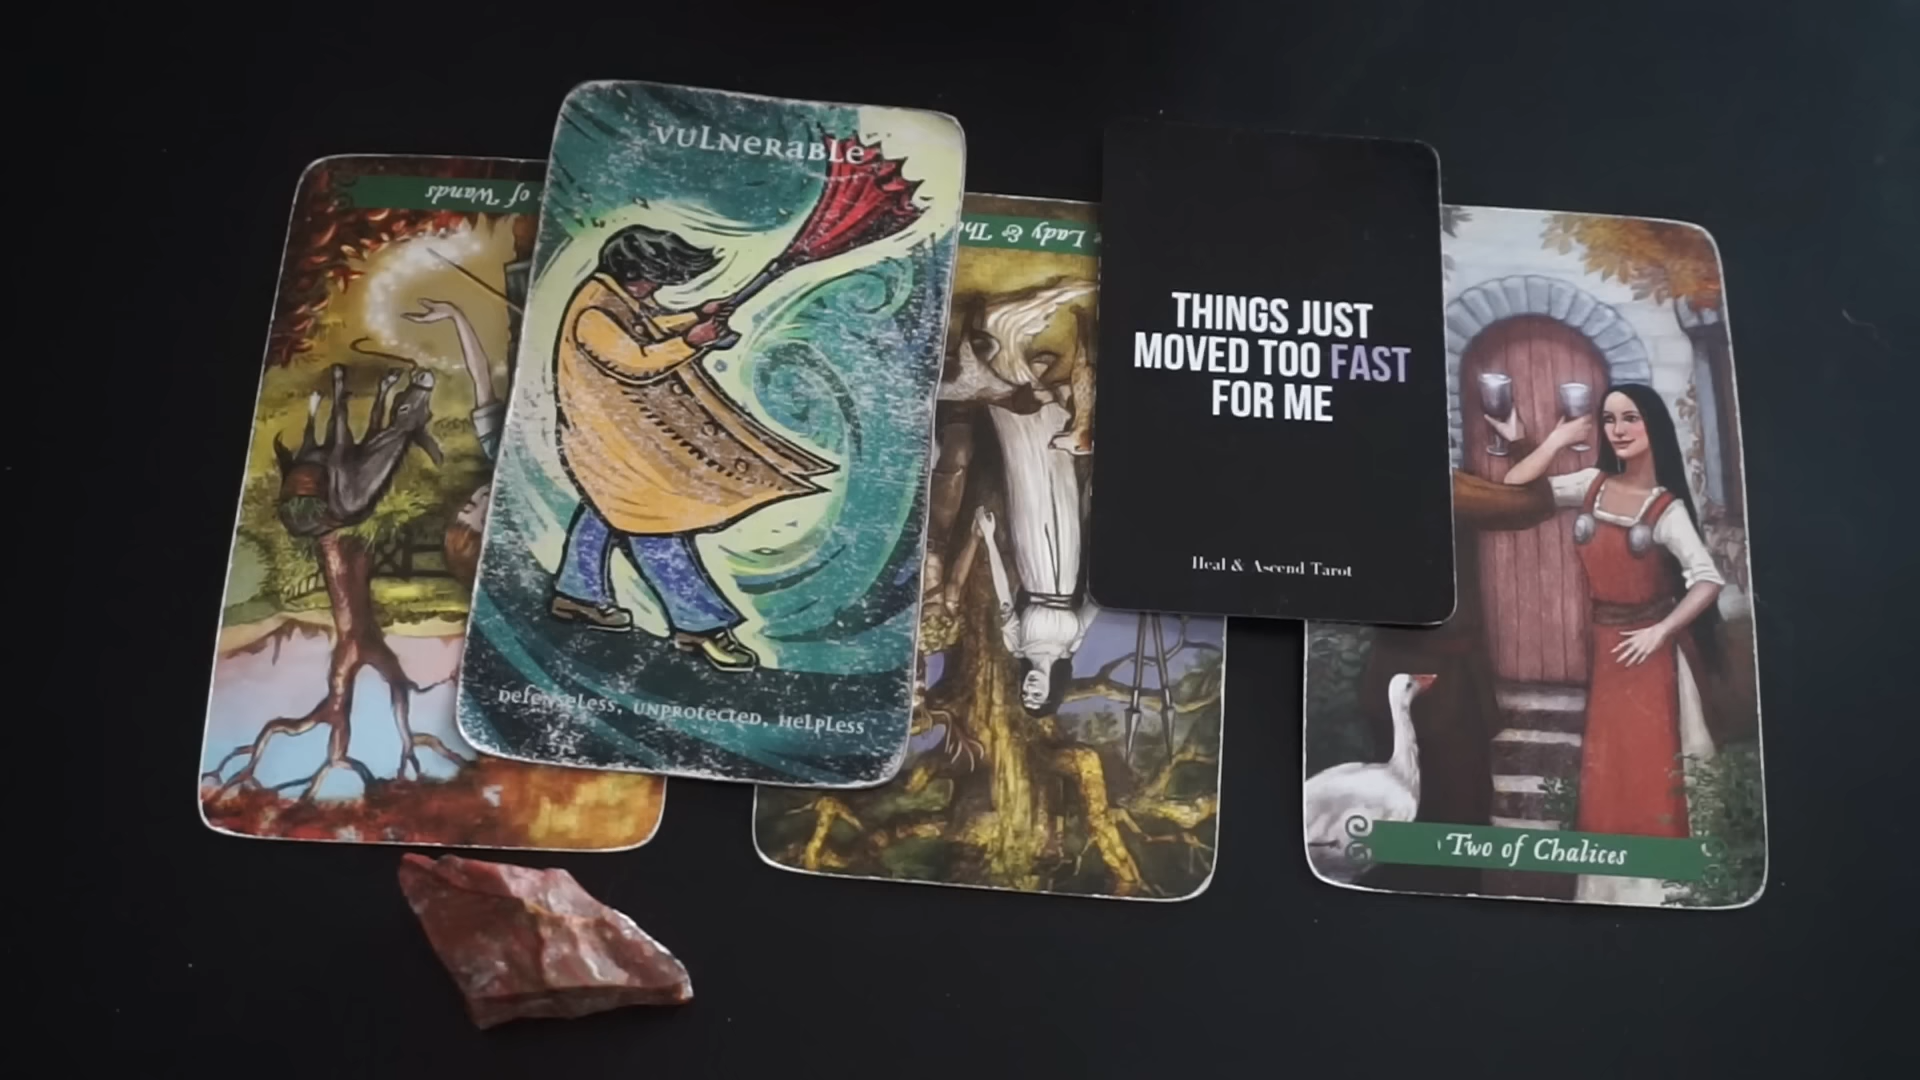 of Wands
VULNERABLE
DEFENSELESS, UNPROTECTED, HELPLESS
Lady & The
THINGS JUST
MOVED TOO FAST
FOR ME
Heal & Ascend Tarot
Two of Chalices